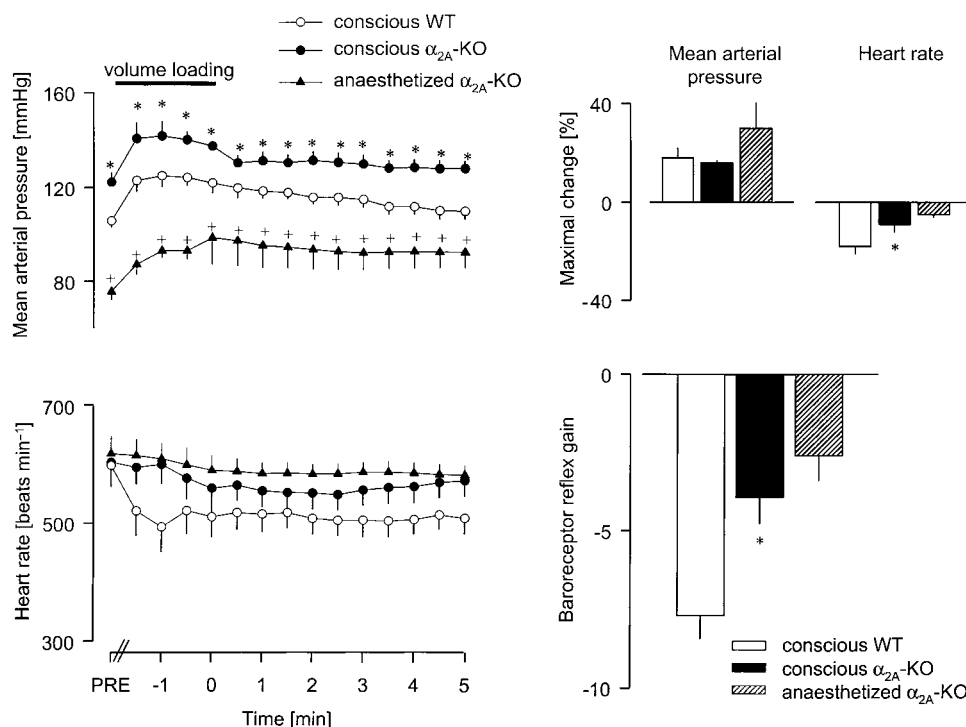 conscious WT
conscious α2A-KO
anaesthetized α2A-KO
volume loading
Mean arterial pressure [mmHg]
160
120
80
* * * * * * * * * * * * * *
+ + + + + + + + + + + + + + +
Heart rate [beats min⁻¹]
700
500
300
PRE -1 0 1 2 3 4 5
Time [min]
Mean arterial
pressure
Heart rate
Maximal change [%]
40
0
-40
*
Baroreceptor reflex gain
0
-5
-10
*
conscious WT
conscious α2A-KO
anaesthetized α2A-KO